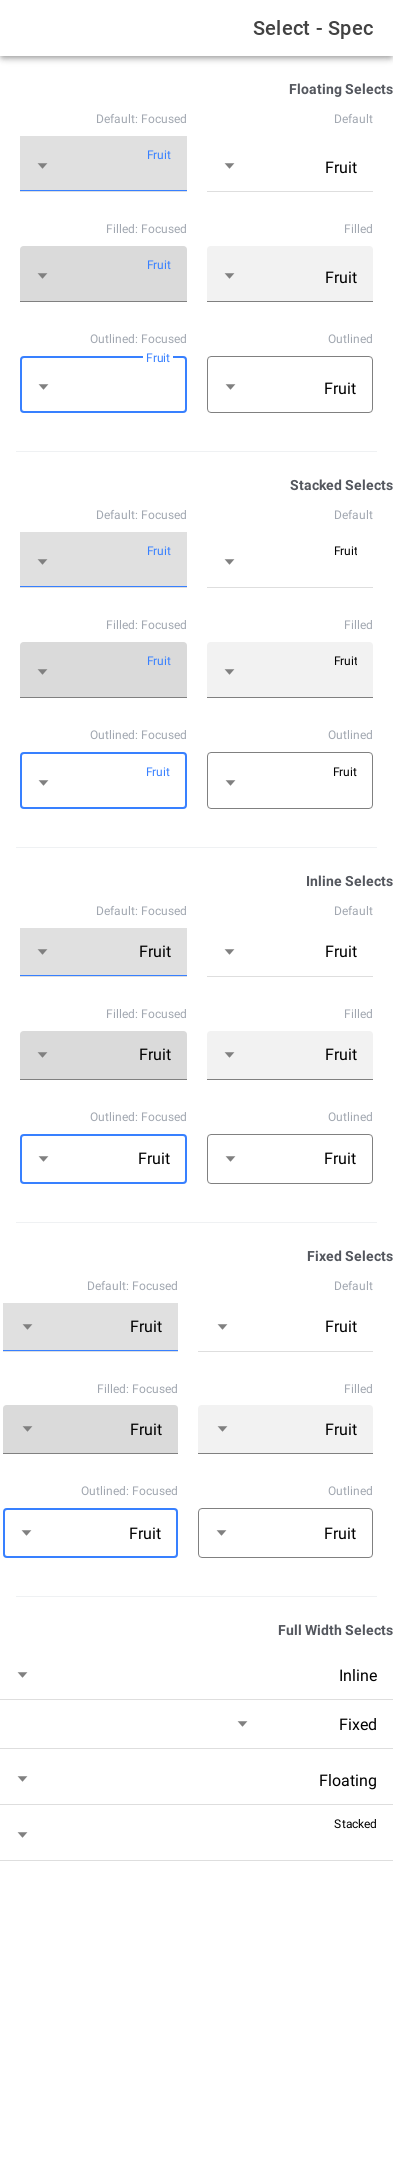 Select - Spec
Floating Selects
Default
Default: Focused
Fruit
Fruit
Filled
Filled: Focused
Fruit
Fruit
Outlined
Outlined: Focused
Fruit
Fruit
Stacked Selects
Default
Default: Focused
Fruit
Fruit
Filled
Filled: Focused
Fruit
Fruit
Outlined
Outlined: Focused
Fruit
Fruit
Inline Selects
Default
Default: Focused
Fruit
Fruit
Filled
Filled: Focused
Fruit
Fruit
Outlined
Outlined: Focused
Fruit
Fruit
Fixed Selects
Default
Default: Focused
Fruit
Fruit
Filled
Filled: Focused
Fruit
Fruit
Outlined
Outlined: Focused
Fruit
Fruit
Full Width Selects
Inline
Fixed
Floating
Stacked